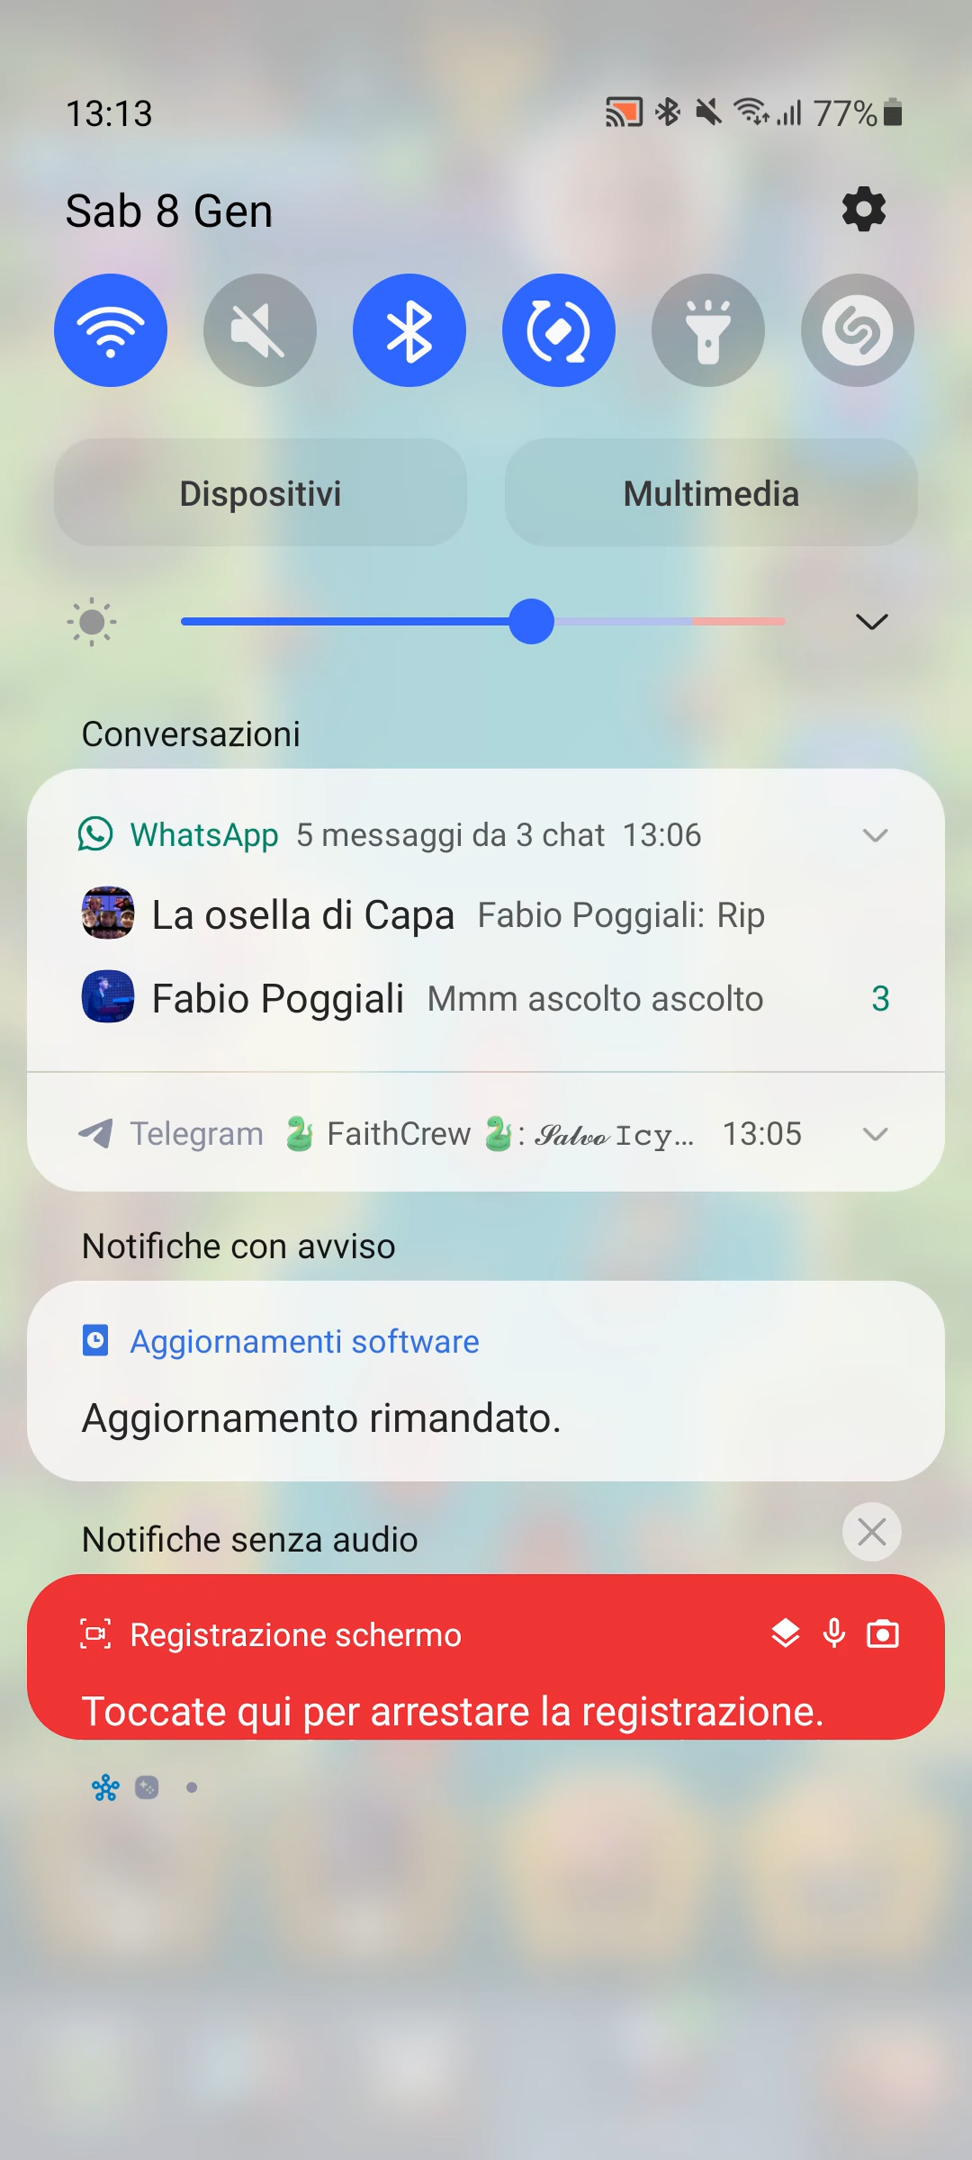 13:13 77%
Sab 8 Gen
Dispositivi Multimedia
Conversazioni
WhatsApp 5 messaggi da 3 chat 13:06
La osella di Capa Fabio Poggiali: Rip
Fabio Poggiali Mmm ascolto ascolto 3
Telegram 🐍 FaithCrew 🐍: 𝓢𝓪𝓵𝓿𝓸 𝙸𝚌𝚢... 13:05
Notifiche con avviso
Aggiornamenti software
Aggiornamento rimandato.
Notifiche senza audio
Registrazione schermo
Toccate qui per arrestare la registrazione.